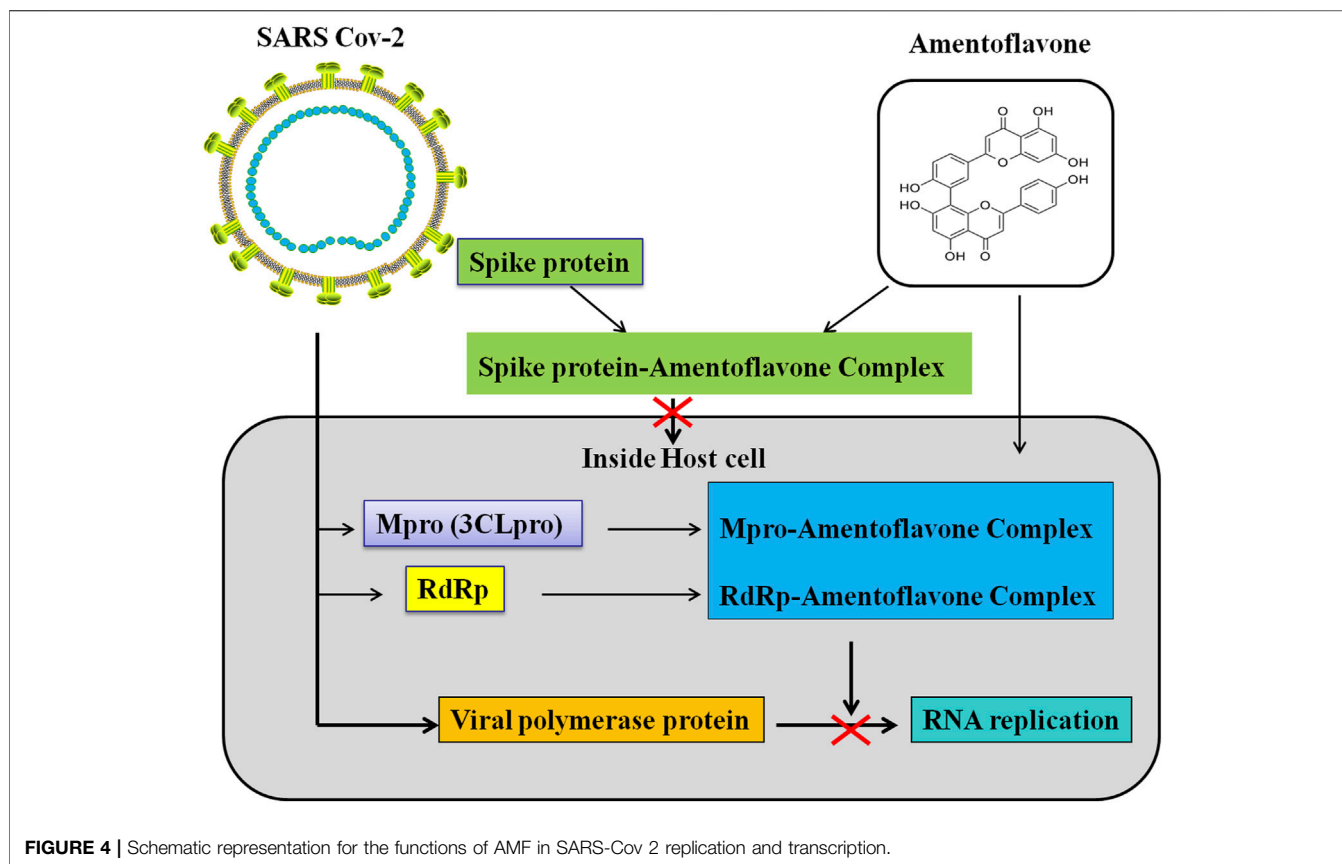 SARS Cov-2
Amentoflavone
OH
O
OH
O
HO
OH
HO
O
OH
O
Spike protein
Spike protein-Amentoflavone Complex
Inside Host cell
Mpro (3CLpro)
Mpro-Amentoflavone Complex
RdRp
RdRp-Amentoflavone Complex
Viral polymerase protein
RNA replication
FIGURE 4 | Schematic representation for the functions of AMF in SARS-Cov 2 replication and transcription.